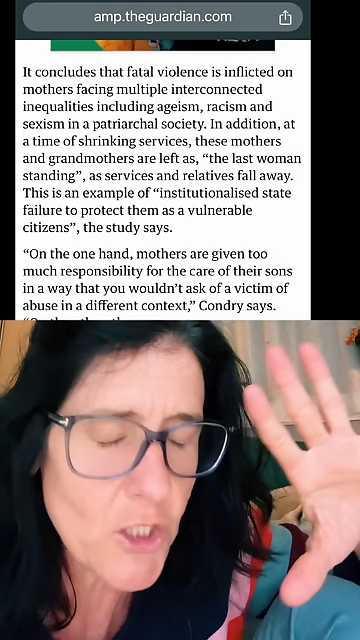 amp.theguardian.com
It concludes that fatal violence is inflicted on
mothers facing multiple interconnected
inequalities including ageism, racism and
sexism in a patriarchal society. In addition, at
a time of shrinking services, these mothers
and grandmothers are left as, “the last woman
standing”, as services and relatives fall away.
This is an example of “institutionalised state
failure to protect them as a vulnerable
citizens”, the study says.
“On the one hand, mothers are given too
much responsibility for the care of their sons
in a way that you wouldn’t ask of a victim of
abuse in a different context,” Condry says.